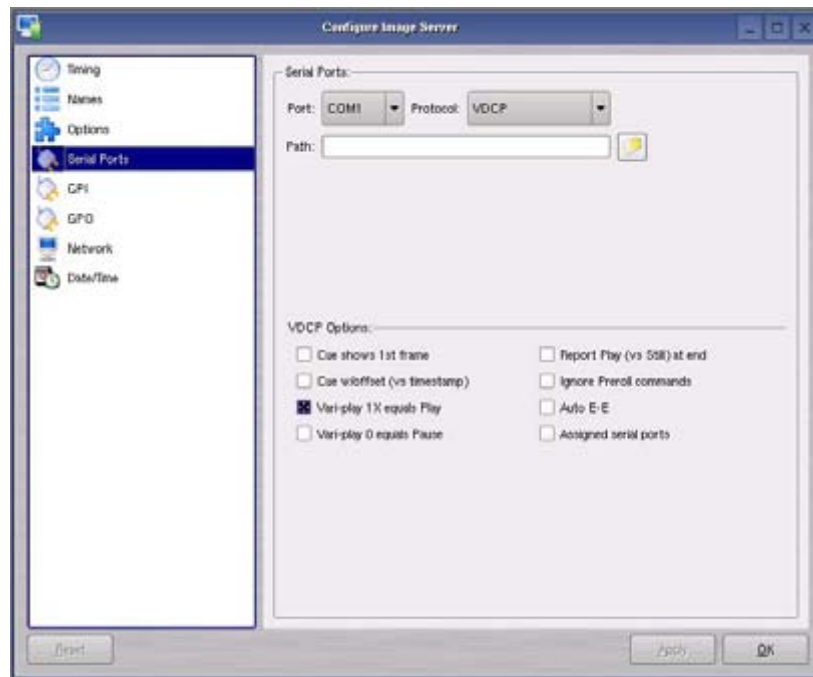 Configure Image Server
Timing
Names
Options
Serial Ports
GPI
GPO
Network
Date/Time
Serial Ports:
Port: COM1 Protocol: VDCP
Path:
VDCP Options:
Cue shows 1st frame
Report Play (vs Still) at end
Cue w/offset (vs timestamp)
Ignore Preroll commands
Vari-play 1X equals Play
Auto E-E
Vari-play 0 equals Pause
Assigned serial ports
Reset
Apply
OK